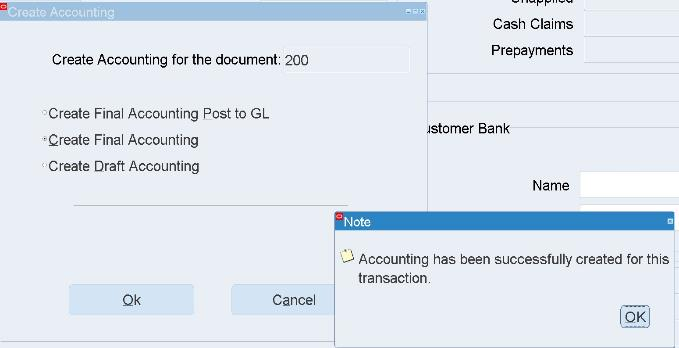 Create Accounting
Create Accounting for the document: 200
Create Final Accounting Post to GL
Create Final Accounting
Create Draft Accounting
Ok
Cancel
Cash Claims
Prepayments
ustomer Bank
Name
Note
Accounting has been successfully created for this
transaction.
OK